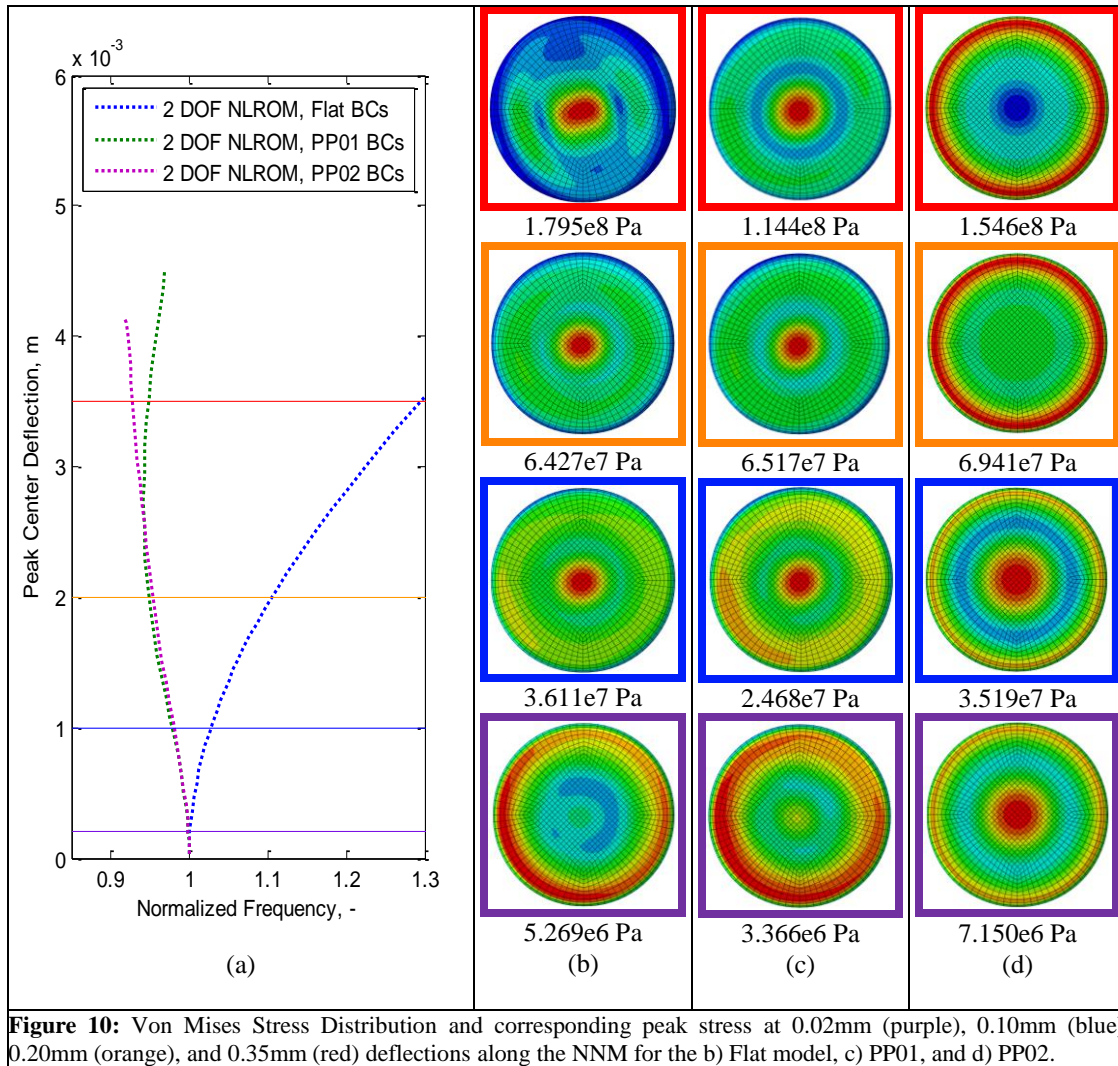 x 10^-3
6
2 DOF NLROM, Flat BCs
2 DOF NLROM, PP01 BCs
2 DOF NLROM, PP02 BCs
5
4
3
2
1
0
Peak Center Deflection, m
0.9 1 1.1 1.2 1.3
Normalized Frequency, -
(a)
1.795e8 Pa
6.427e7 Pa
3.611e7 Pa
5.269e6 Pa
(b)
1.144e8 Pa
6.517e7 Pa
2.468e7 Pa
3.366e6 Pa
(c)
1.546e8 Pa
6.941e7 Pa
3.519e7 Pa
7.150e6 Pa
(d)
Figure 10: Von Mises Stress Distribution and corresponding peak stress at 0.02mm (purple), 0.10mm (blue
0.20mm (orange), and 0.35mm (red) deflections along the NNM for the b) Flat model, c) PP01, and d) PP02.